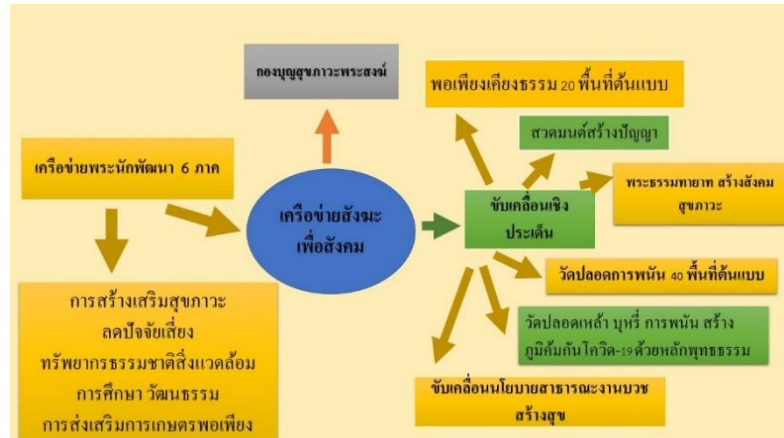 กองบุญสุขภาวะพระสงฆ์
พอเพียงเคียงธรรม 20 พื้นที่ต้นแบบ
สวดมนต์สร้างปัญญา
เครือข่ายพระนักพัฒนา 6 ภาค
พระธรรมทายาท สร้างสังคม
สุขภาวะ
เครือข่ายสังฆะ
เพื่อสังคม
ขับเคลื่อนเชิง
ประเด็น
วัดปลอดการพนัน 40 พื้นที่ต้นแบบ
การสร้างเสริมสุขภาวะ
ลดปัจจัยเสี่ยง
ทรัพยากรธรรมชาติสิ่งแวดล้อม
การศึกษา วัฒนธรรม
การส่งเสริมการเกษตรพอเพียง
วัดปลอดเหล้า บุหรี่ การพนัน สร้าง
ภูมิคุ้มกันโควิด-19 ด้วยหลักพุทธธรรม
ขับเคลื่อนนโยบายสาธารณะงานบวช
สร้างสุข